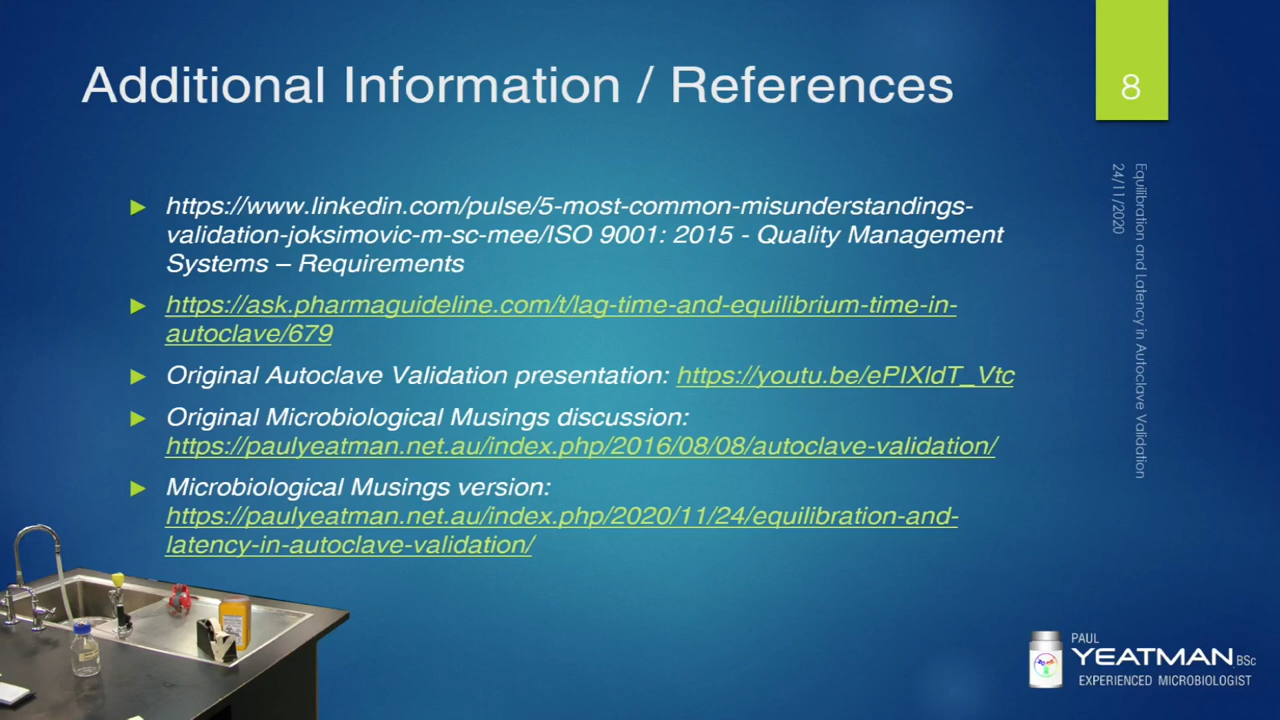 Additional Information / References
8
https://www.linkedin.com/pulse/5-most-common-misunderstandings-
validation-joksimovic-m-sc-mee/ISO 9001: 2015 - Quality Management
Systems – Requirements
https://ask.pharmaguideline.com/t/lag-time-and-equilibrium-time-in-
autoclave/679
Original Autoclave Validation presentation: https://youtu.be/ePIXldT_Vtc
Original Microbiological Musings discussion:
https://paulyeatman.net.au/index.php/2016/08/08/autoclave-validation/
Microbiological Musings version:
https://paulyeatman.net.au/index.php/2020/11/24/equilibration-and-
latency-in-autoclave-validation/
Equilibration and Latency in Autoclave Validation
24/11/2020
PAUL
YEATMAN BSc
EXPERIENCED MICROBIOLOGIST